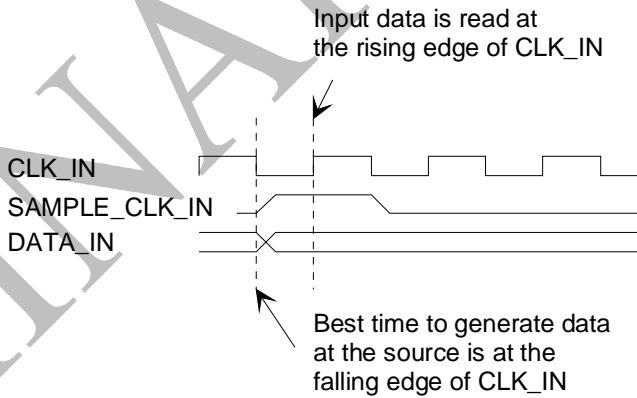 Input data is read at
the rising edge of CLK_IN
CLK_IN
SAMPLE_CLK_IN
DATA_IN
Best time to generate data
at the source is at the
falling edge of CLK_IN